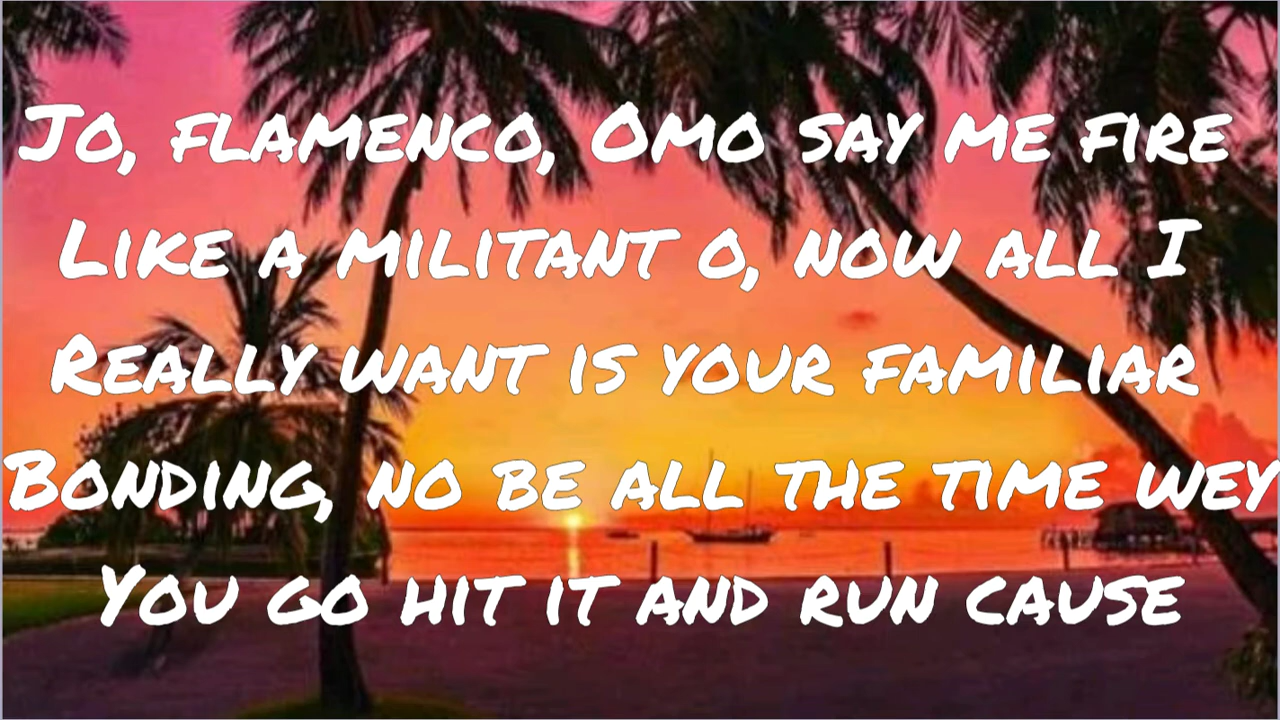 Jo, flamenco, Omo say me fire
Like a militant o, now all I
Really want is your familiar
Bonding, no be all the time wey
You go hit it and run cause